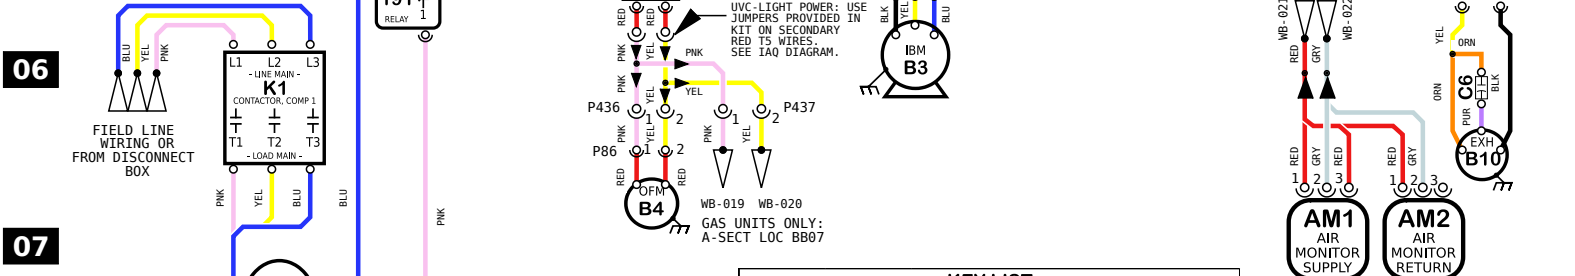 06
07
BLU
YEL
PNK
L1 L2 L3
- LINE MAIN -
K1
CONTACTOR, COMP 1
T1 T2 T3
- LOAD MAIN -
FIELD LINE
WIRING OR
FROM DISCONNECT
BOX
PNK
YEL
BLU
BLU
RELAY 1
PNK
RED
RED
UVC-LIGHT POWER: USE
JUMPERS PROVIDED IN
KIT ON SECONDARY
RED T5 WIRES.
SEE IAQ DIAGRAM.
PNK
YEL
PNK
PNK
YEL
YEL
P436
1 2
P437
1 2
PNK
YEL
PNK
YEL
P86
1 2
RED
RED
OFM
B4
WB-019 WB-020
GAS UNITS ONLY:
A-SECT LOC BB07
BLK
YEL
BLU
IBM
B3
WB-021
WB-022
RED
GRY
RED
GRY
RED
RED
GRY
1 2 3
1 2 3
AM1
AIR
MONITOR
SUPPLY
AM2
AIR
MONITOR
RETURN
YEL
ORN
ORN
C6
BLK
PUR
EXH
B10